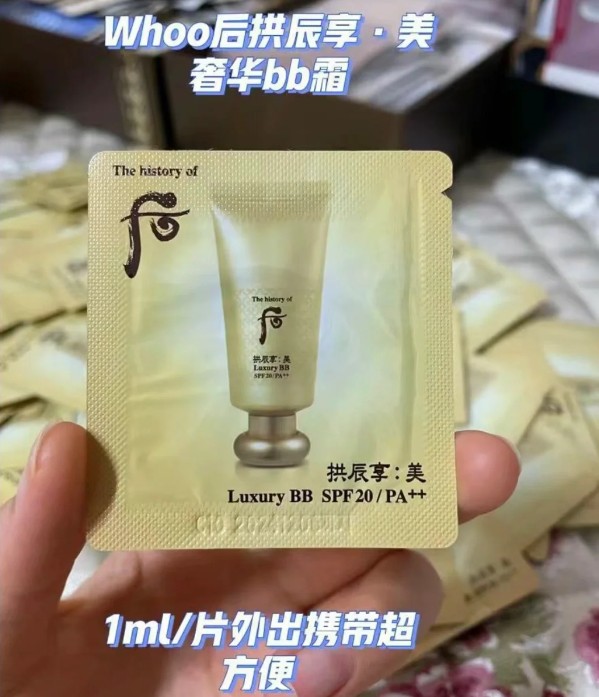 Whoo后拱辰享·美
奢华bb霜
The history of
后
The history of
后
拱辰享:美
Luxury BB
SPF20/PA++
拱辰享:美
Luxury BB SPF20/PA++
1ml/片外出携带超
方便